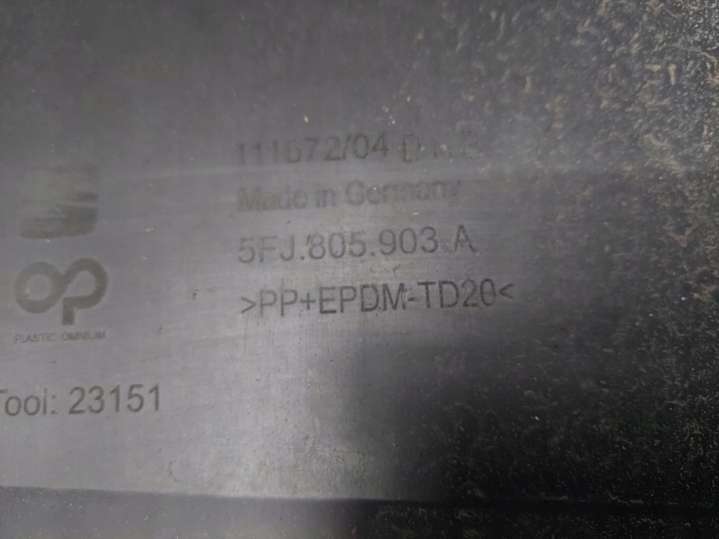 111672/04
Made in Germany
5FJ.805.903.A
>PP+EPDM-TD20<
PLASTIC OMNIUM
Tool: 23151